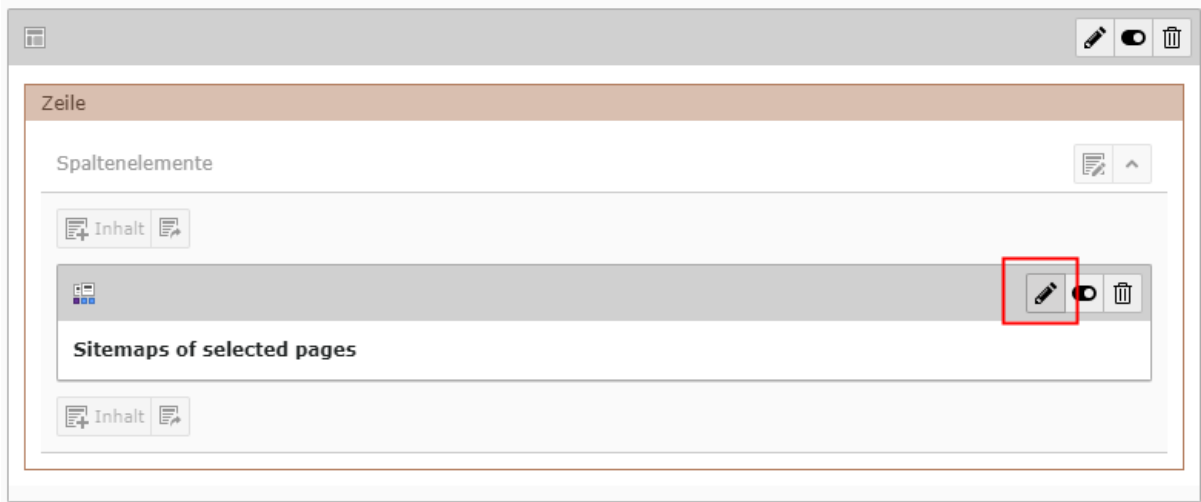 Zeile
Spaltenelemente
Inhalt
Sitemaps of selected pages
Inhalt